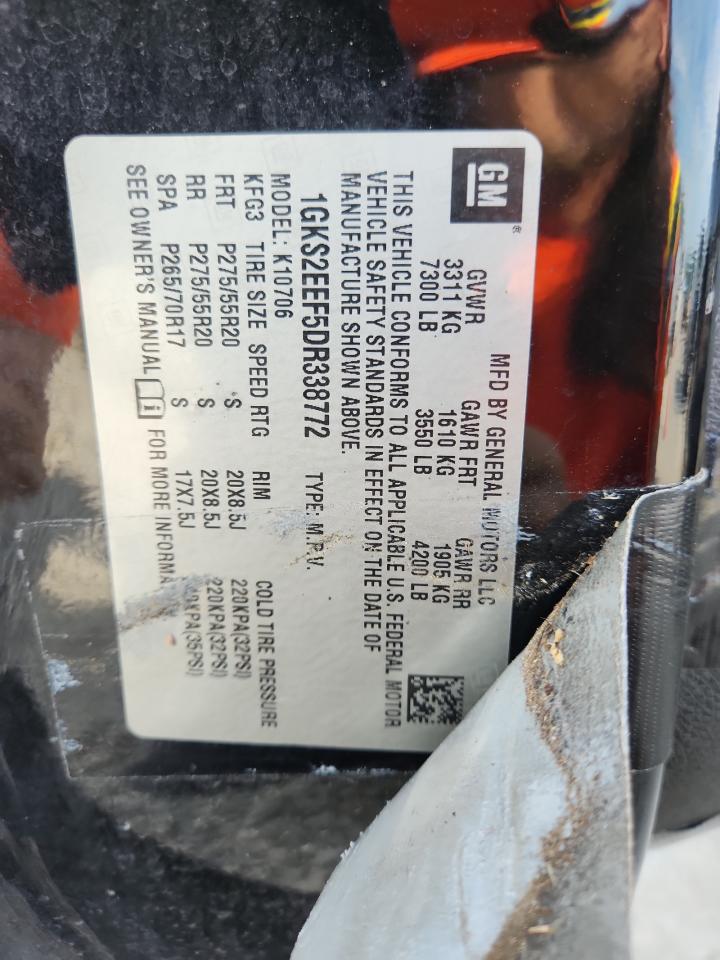 GM®
MFD BY GENERAL MOTORS LLC
GVWR GAWR FRT GAWR RR
3311 KG 1610 KG 1905 KG
7300 LB 3550 LB 4200 LB
THIS VEHICLE CONFORMS TO ALL APPLICABLE U.S. FEDERAL MOTOR
VEHICLE SAFETY STANDARDS IN EFFECT ON THE DATE OF
MANUFACTURE SHOWN ABOVE.
1GKS2EEF5DR338772 TYPE: M.P.V.
MODEL: K10706
KFG3 TIRE SIZE SPEED RTG RIM COLD TIRE PRESSURE
FRT P275/55R20 S 20X8.5J 220KPA(32PSI)
RR P275/55R20 S 20X8.5J 220KPA(32PSI)
SPA P265/70R17 S 17X7.5J KPA(35PSI)
SEE OWNER'S MANUAL FOR MORE INFORMA